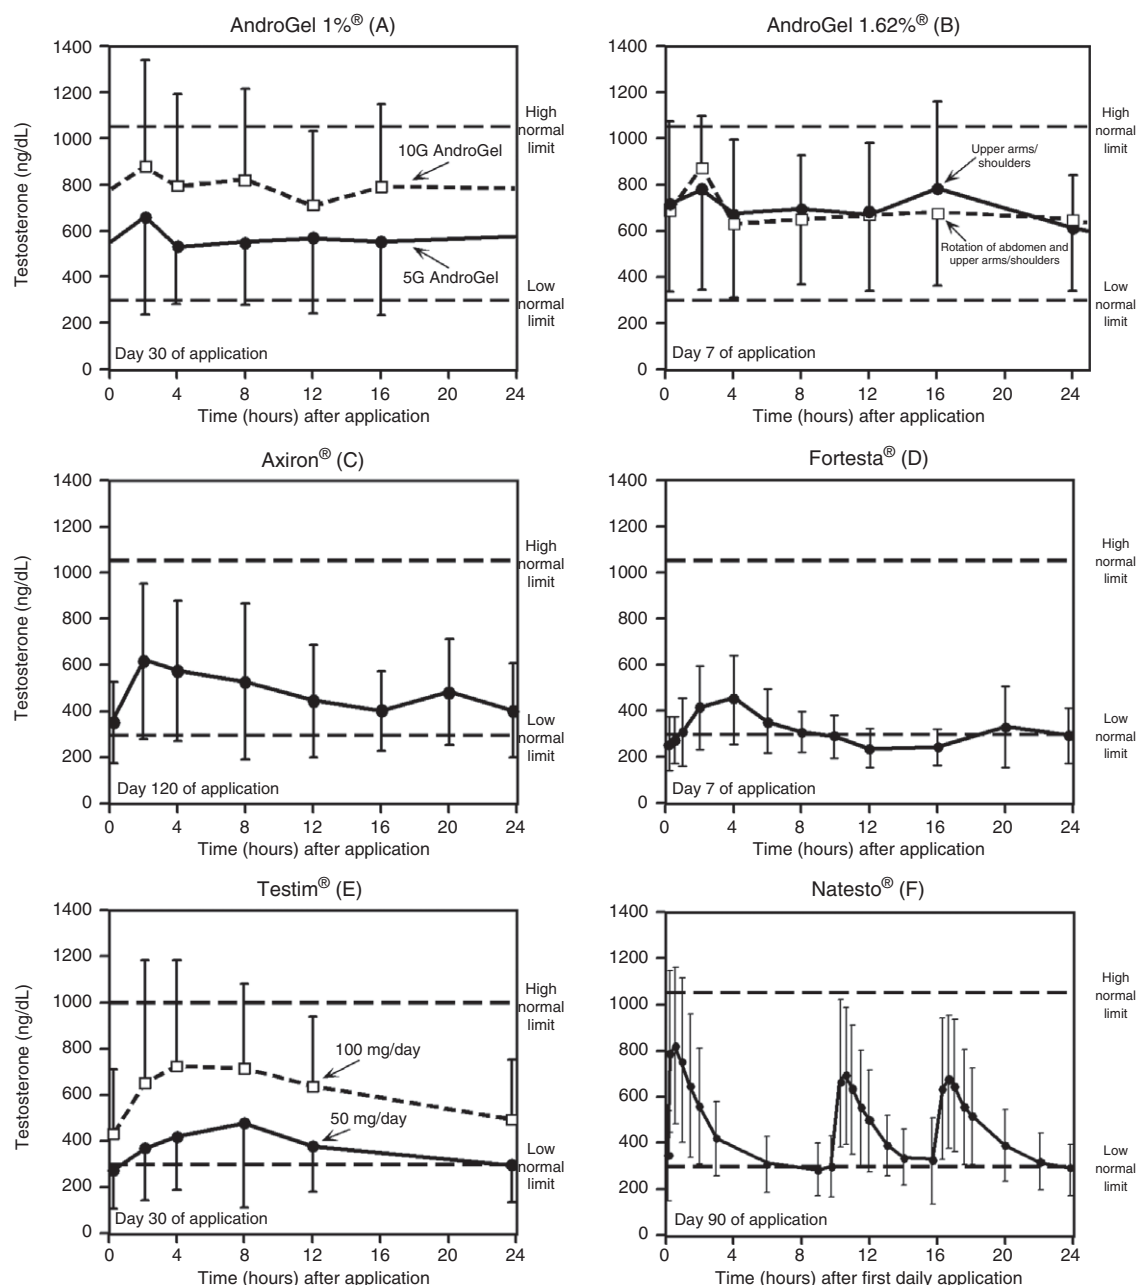 AndroGel 1%® (A)
1400
1200
1000
800
600
400
200
0
Testosterone (ng/dL)
High
normal
limit
10G AndroGel
5G AndroGel
Low
normal
limit
Day 30 of application
0 4 8 12 16 20 24
Time (hours) after application
AndroGel 1.62%® (B)
1400
1200
1000
800
600
400
200
0
High
normal
limit
Upper arms/
shoulders
Rotation of abdomen and
upper arms/shoulders
Low
normal
limit
Day 7 of application
0 4 8 12 16 20 24
Time (hours) after application
Axiron® (C)
1400
1200
1000
800
600
400
200
0
Testosterone (ng/dL)
High
normal
limit
Low
normal
limit
Day 120 of application
0 4 8 12 16 20 24
Time (hours) after application
Fortesta® (D)
1400
1200
1000
800
600
400
200
0
High
normal
limit
Low
normal
limit
Day 7 of application
0 4 8 12 16 20 24
Time (hours) after application
Testim® (E)
1400
1200
1000
800
600
400
200
0
Testosterone (ng/dL)
High
normal
limit
100 mg/day
50 mg/day
Low
normal
limit
Day 30 of application
0 4 8 12 16 20 24
Time (hours) after application
Natesto® (F)
1400
1200
1000
800
600
400
200
0
High
normal
limit
Low
normal
limit
Day 90 of application
0 4 8 12 16 20 24
Time (hours) after first daily application